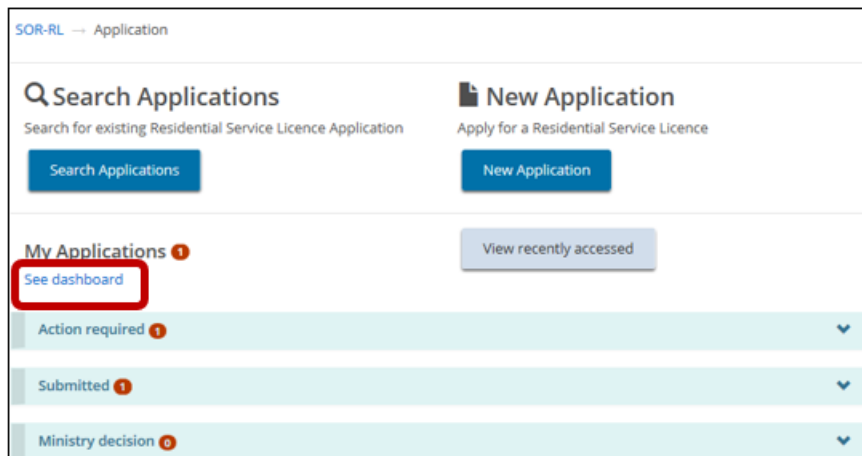 SOR-RL → Application
Search Applications
Search for existing Residential Service Licence Application
Search Applications
New Application
Apply for a Residential Service Licence
New Application
My Applications 1
See dashboard
View recently accessed
Action required 1
Submitted 1
Ministry decision 0